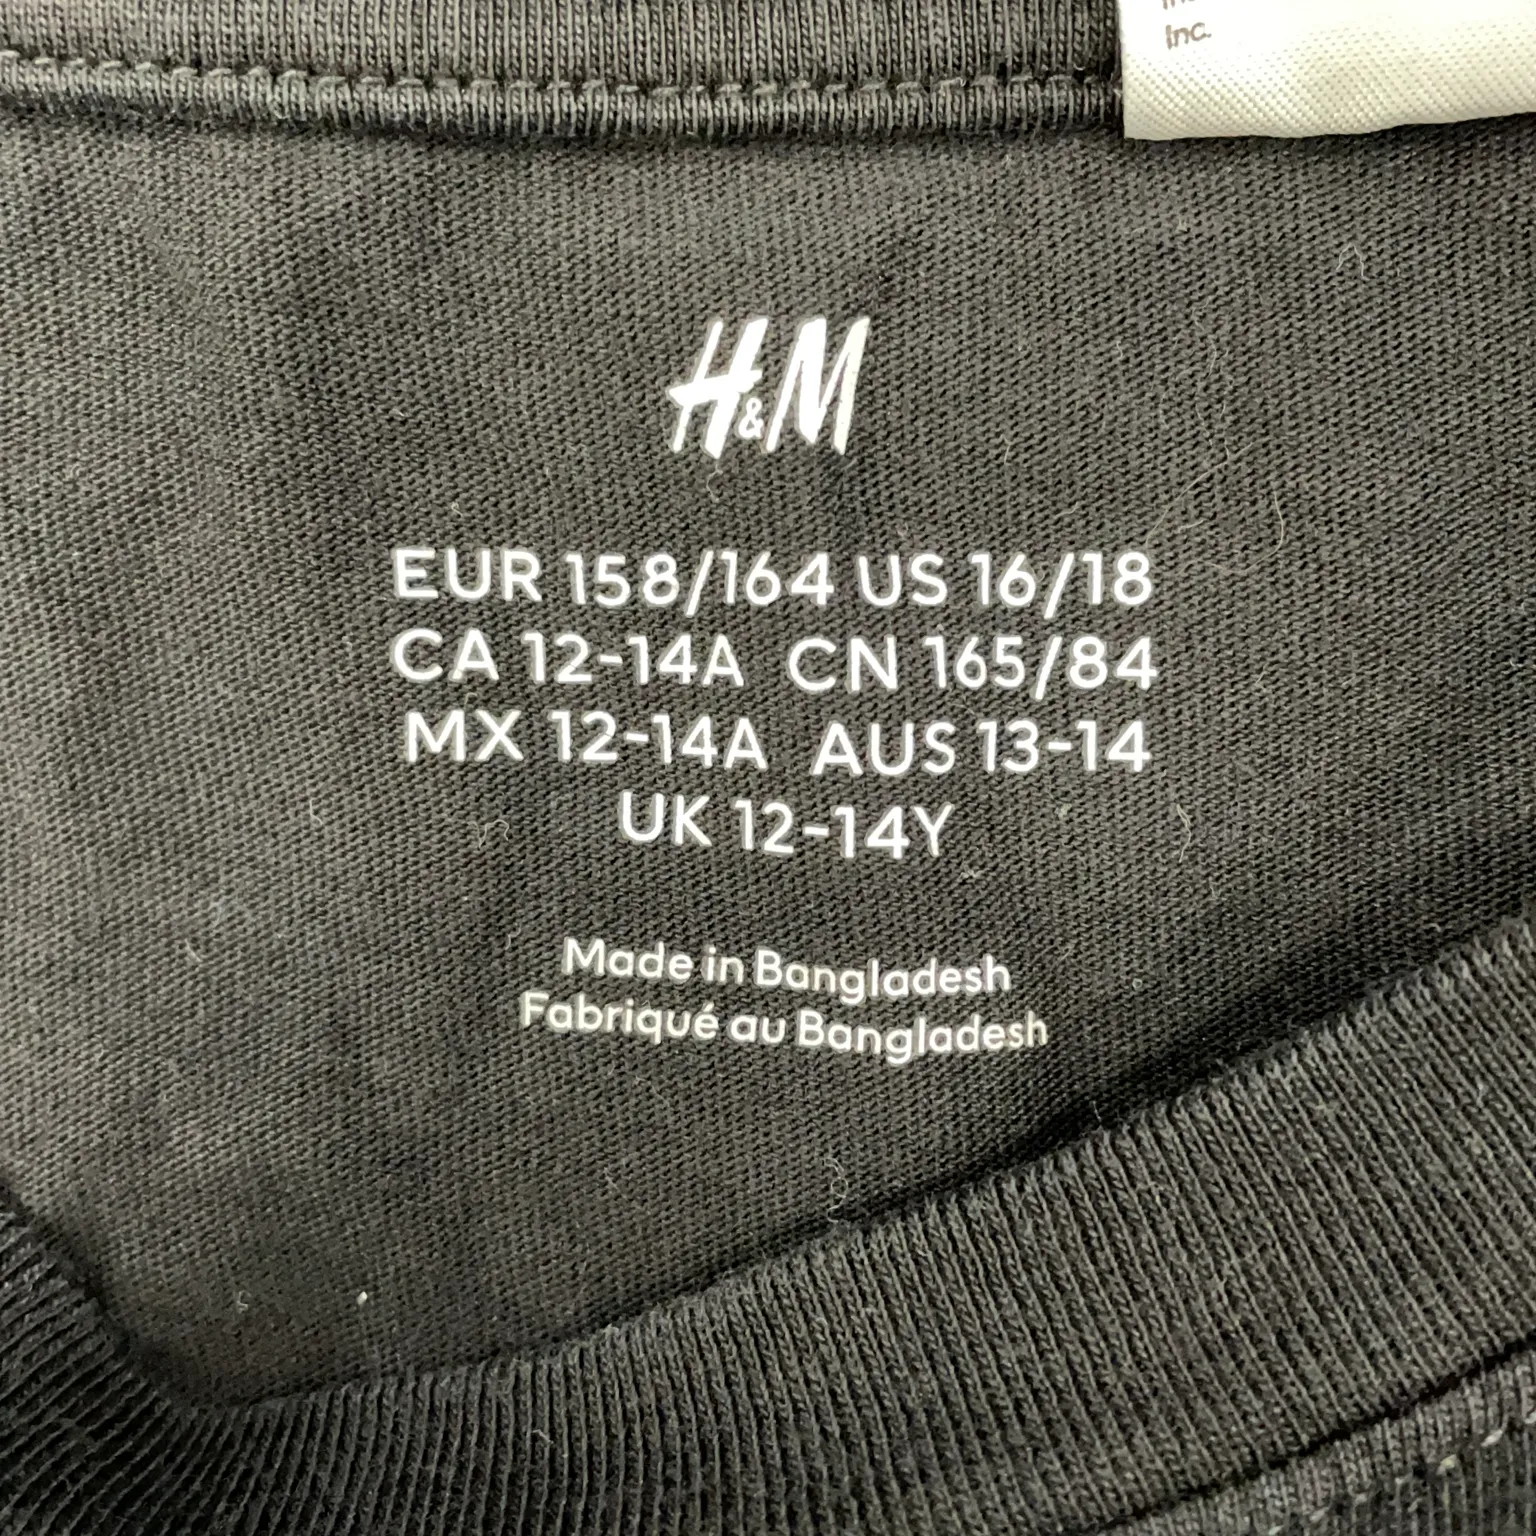 Inc.
H&M
EUR 158/164 US 16/18
CA 12-14A CN 165/84
MX 12-14A AUS 13-14
UK 12-14Y
Made in Bangladesh
Fabriqué au Bangladesh